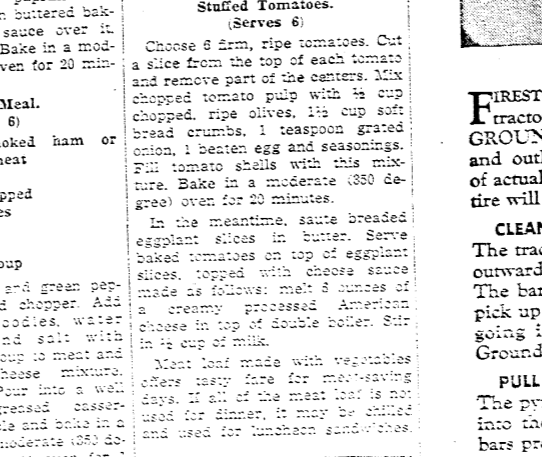 buttered bak-
sauce over it.
Bake in a mod-
ven for 20 min-
Meal.
6)
oked ham or
neat
pped
es
oup
and green pep-
d chopper. Add
oodles, water
nd salt with
oup to meat and
heese mixture.
Pour into a well
greased casser-
le and bake in a
moderate (350 de-
Stuffed Tomatoes.
(Serves 6)
Choose 6 firm, ripe tomatoes. Cut
a slice from the top of each tomato
and remove part of the centers. Mix
chopped tomato pulp with ½ cup
chopped, ripe olives, 1½ cup soft
bread crumbs, 1 teaspoon grated
onion, 1 beaten egg and seasonings.
Fill tomato shells with this mix-
ture. Bake in a moderate (350 de-
gree) oven for 20 minutes.
In the meantime, saute breaded
eggplant slices in butter. Serve
baked tomatoes on top of eggplant
slices, topped with cheese sauce
made as follows: melt 8 ounces of
a creamy processed American
cheese in top of double boiler. Stir
in cup of milk.
Meat loaf made with vegetables
offers tasty fare for meat-saving
days. If all of the meat loaf is not
used for dinner, it may be chilled
and used for luncheon sandwiches.
FIREST
tracto
GROUN
and outl
of actual
tire will
CLEAN
The trac
outward
The bar
pick up
going i
Ground
PULL
The py
into the
bars pr